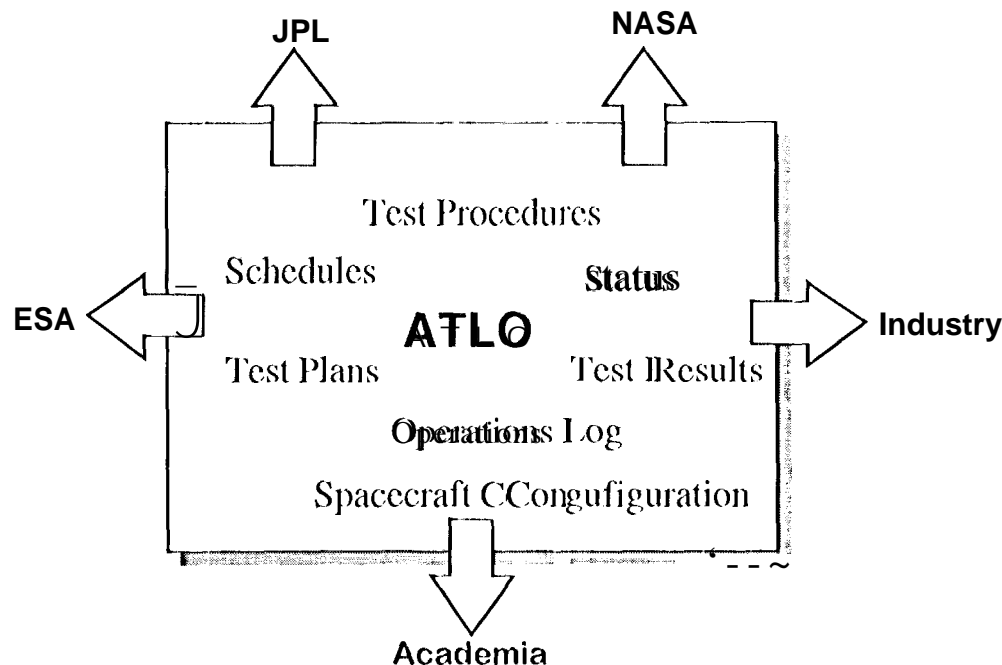 JPL
NASA
Test Procedures
Schedules
Status
ESA
ATLO
Industry
Test Plans
Test IResults
Operations Log
Spacecraft CCongufiguration
Academia